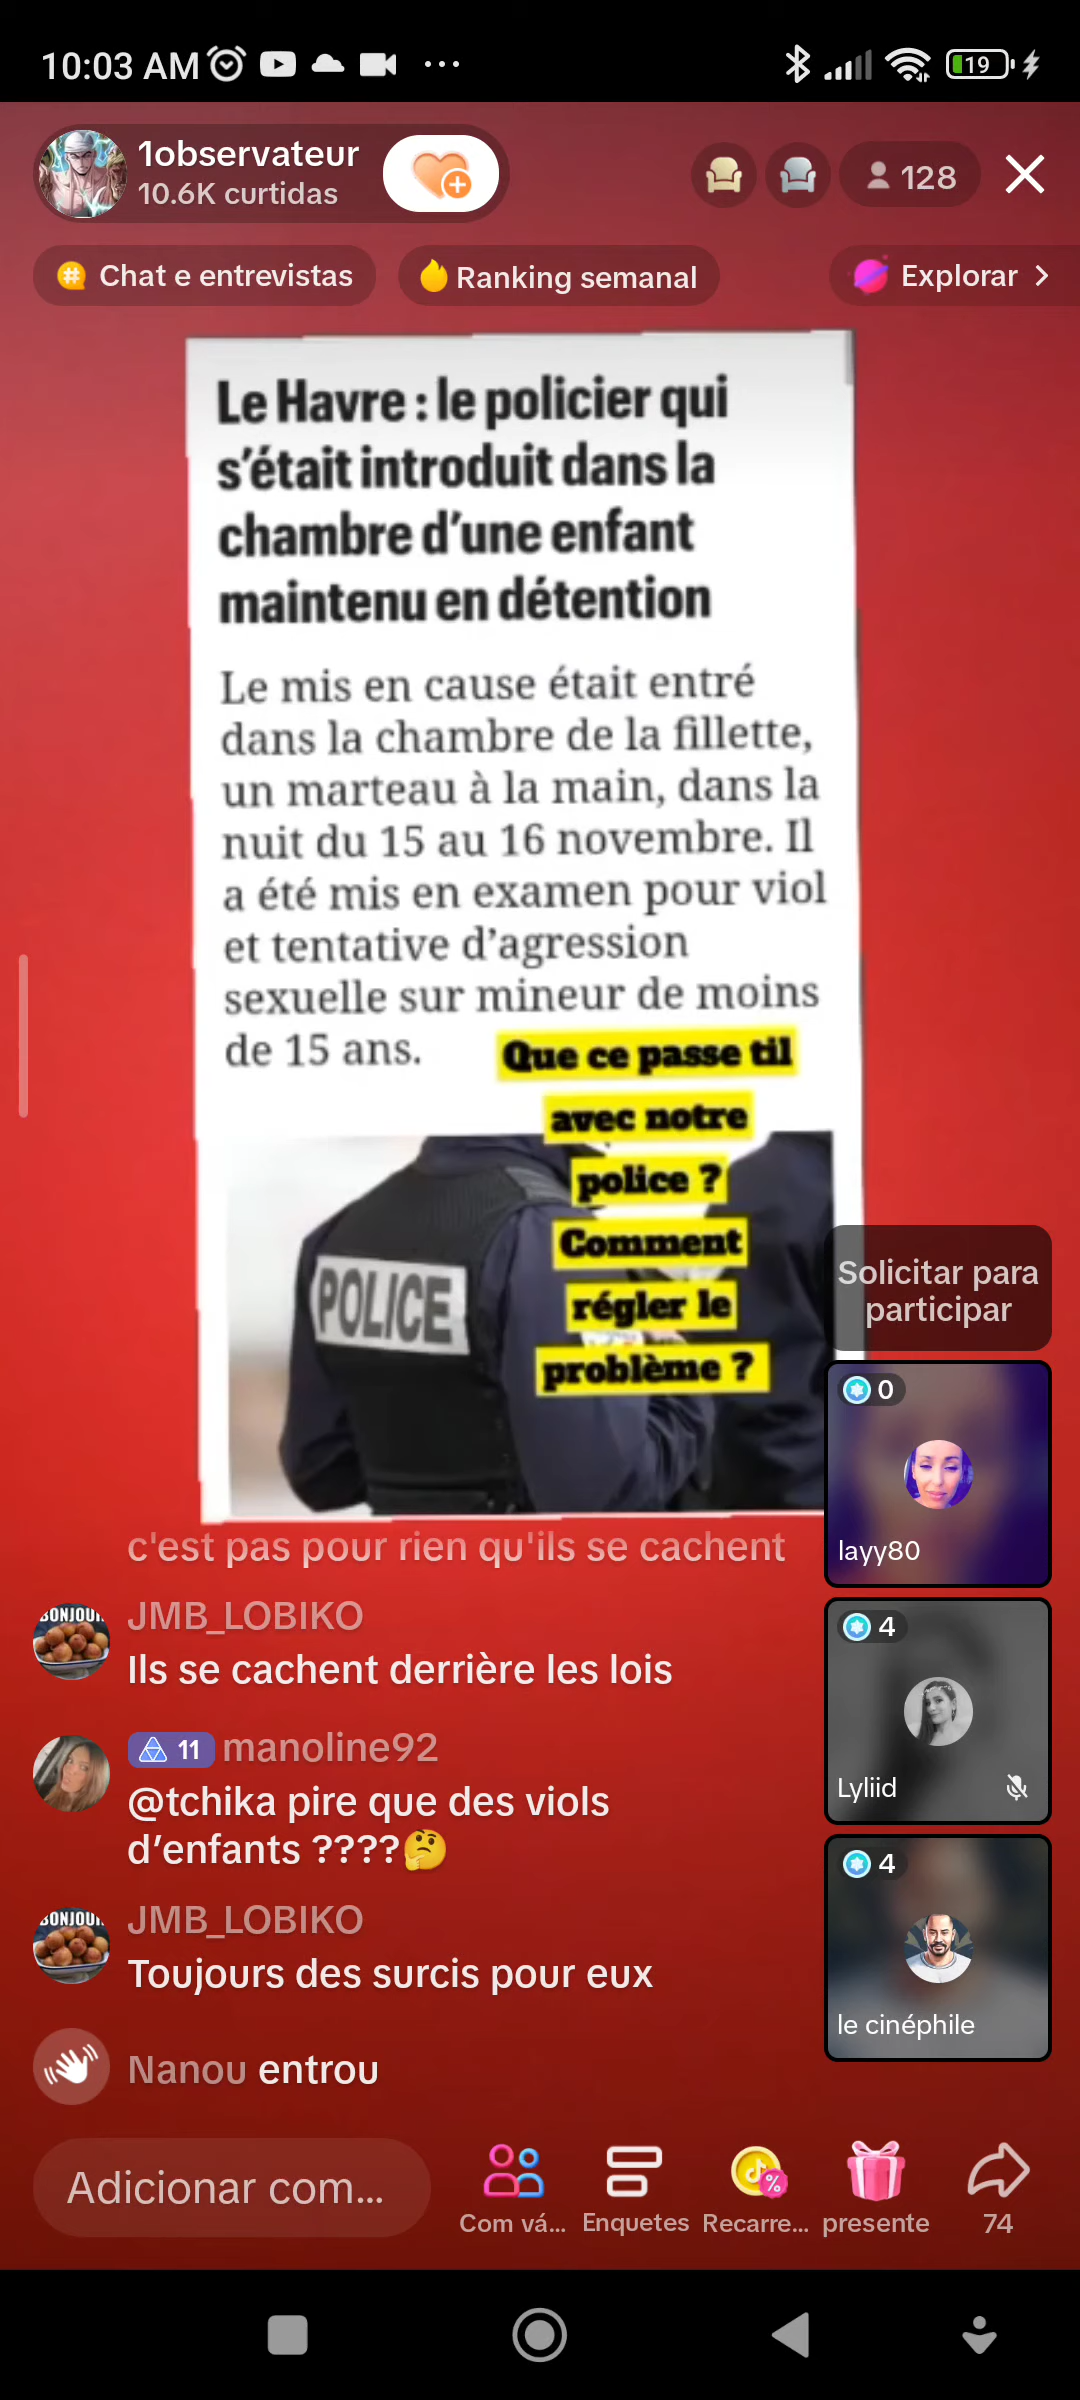 10:03 AM
19
1observateur
10.6K curtidas
128
Chat e entrevistas
Ranking semanal
Explorar
Le Havre : le policier qui
s'était introduit dans la
chambre d'une enfant
maintenu en détention
Le mis en cause était entré
dans la chambre de la fillette,
un marteau à la main, dans la
nuit du 15 au 16 novembre. Il
a été mis en examen pour viol
et tentative d'agression
sexuelle sur mineur de moins
de 15 ans.
Que ce passe til
avec notre
police ?
Comment
régler le
problème ?
POLICE
Solicitar para
participar
0
layy80
4
Lyliid
4
le cinéphile
c'est pas pour rien qu'ils se cachent
BONJOUR
JMB_LOBIKO
Ils se cachent derrière les lois
11 manoline92
@tchika pire que des viols
d'enfants ????🤔
BONJOUR
JMB_LOBIKO
Toujours des surcis pour eux
Nanou entrou
Adicionar com...
Com vá...
Enquetes
Recarre...
presente
74